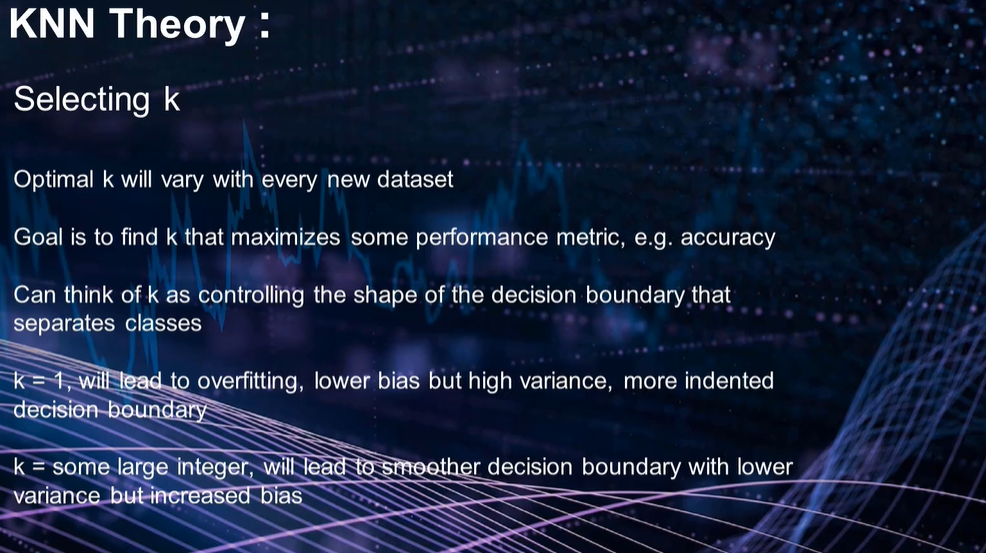 KNN Theory :
Selecting k
Optimal k will vary with every new dataset
Goal is to find k that maximizes some performance metric, e.g. accuracy
Can think of k as controlling the shape of the decision boundary that
separates classes
k = 1, will lead to overfitting, lower bias but high variance, more indented
decision boundary
k = some large integer, will lead to smoother decision boundary with lower
variance but increased bias